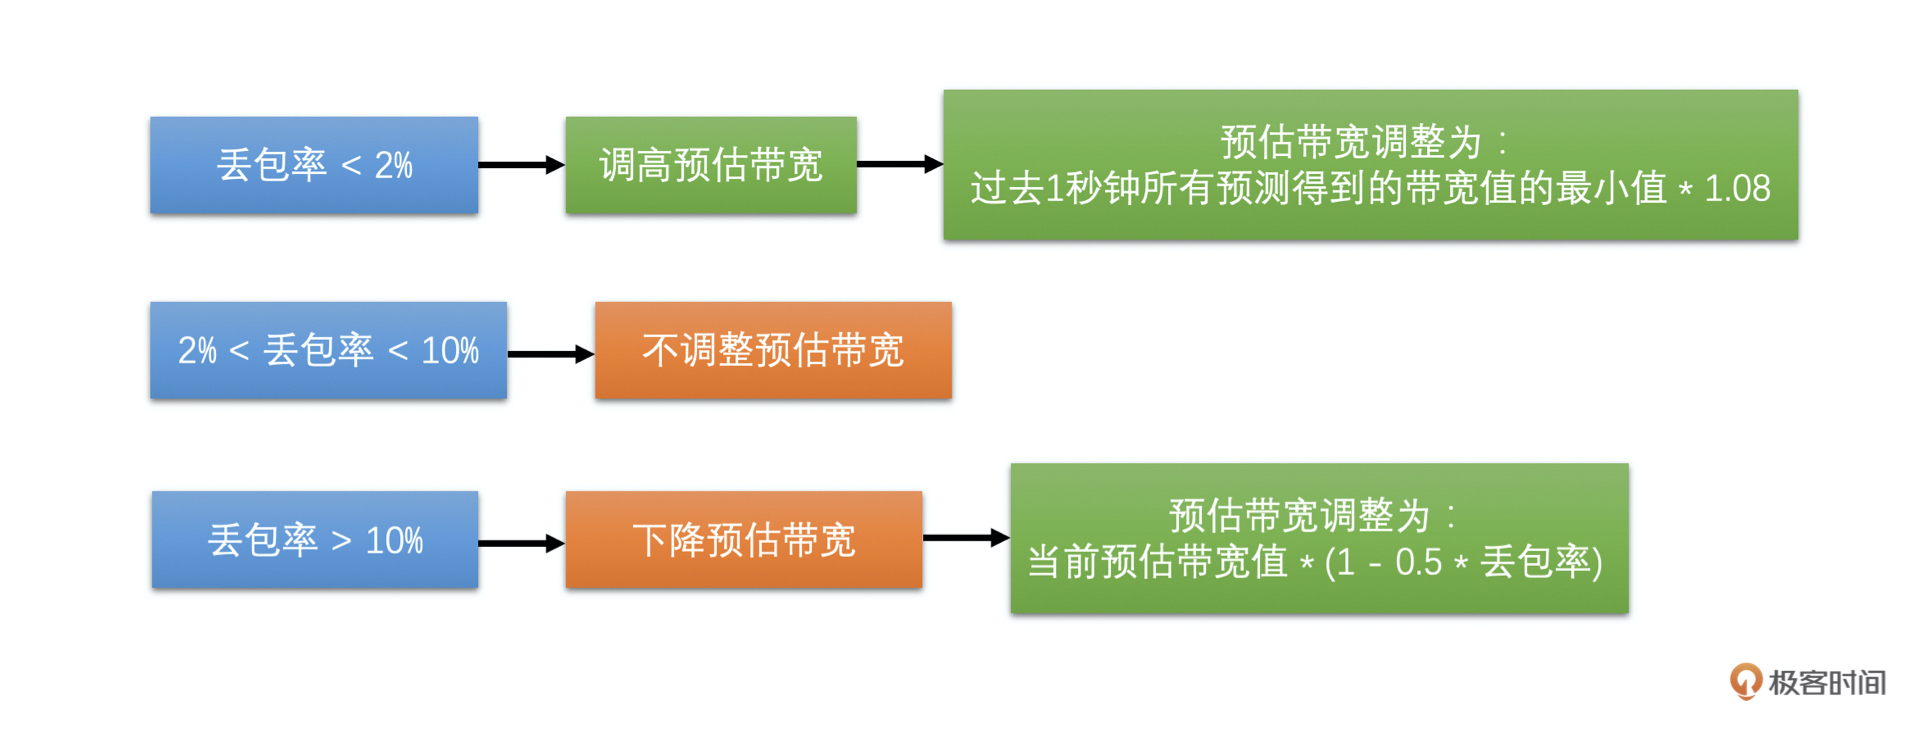 丢包率 < 2%
调高预估带宽
预估带宽调整为：
过去1秒钟所有预测得到的带宽值的最小值 * 1.08
2% < 丢包率 < 10%
不调整预估带宽
丢包率 > 10%
下降预估带宽
预估带宽调整为：
当前预估带宽值 * (1 - 0.5 * 丢包率)
极客时间